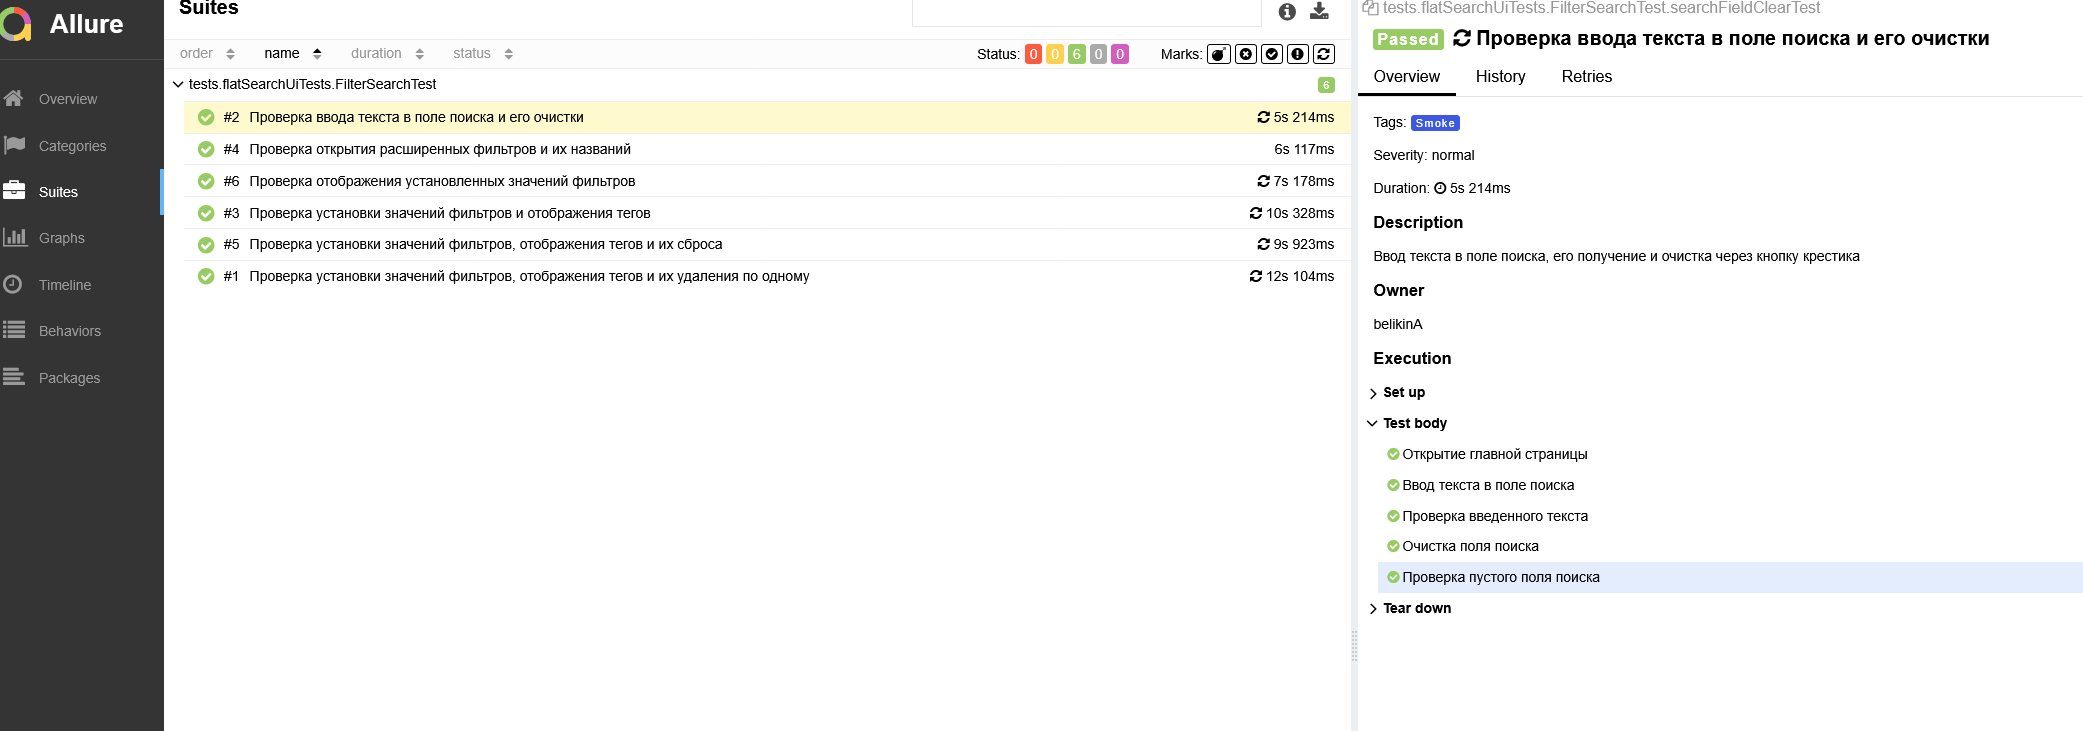 Allure
Overview
Categories
Suites
Graphs
Timeline
Behaviors
Packages
Suites
order name duration status Status: 0 0 6 0 0 Marks:
tests.flatSearchUiTests.FilterSearchTest 6
#2 Проверка ввода текста в поле поиска и его очистки 5s 214ms
#4 Проверка открытия расширенных фильтров и их названий 6s 117ms
#6 Проверка отображения установленных значений фильтров 7s 178ms
#3 Проверка установки значений фильтров и отображения тегов 10s 328ms
#5 Проверка установки значений фильтров, отображения тегов и их сброса 9s 923ms
#1 Проверка установки значений фильтров, отображения тегов и их удаления по одному 12s 104ms
tests.flatSearchUiTests.FilterSearchTest.searchFieldClearTest
Passed Проверка ввода текста в поле поиска и его очистки
Overview History Retries
Tags: Smoke
Severity: normal
Duration: 5s 214ms
Description
Ввод текста в поле поиска, его получение и очистка через кнопку крестика
Owner
belikinA
Execution
Set up
Test body
Открытие главной страницы
Ввод текста в поле поиска
Проверка введенного текста
Очистка поля поиска
Проверка пустого поля поиска
Tear down